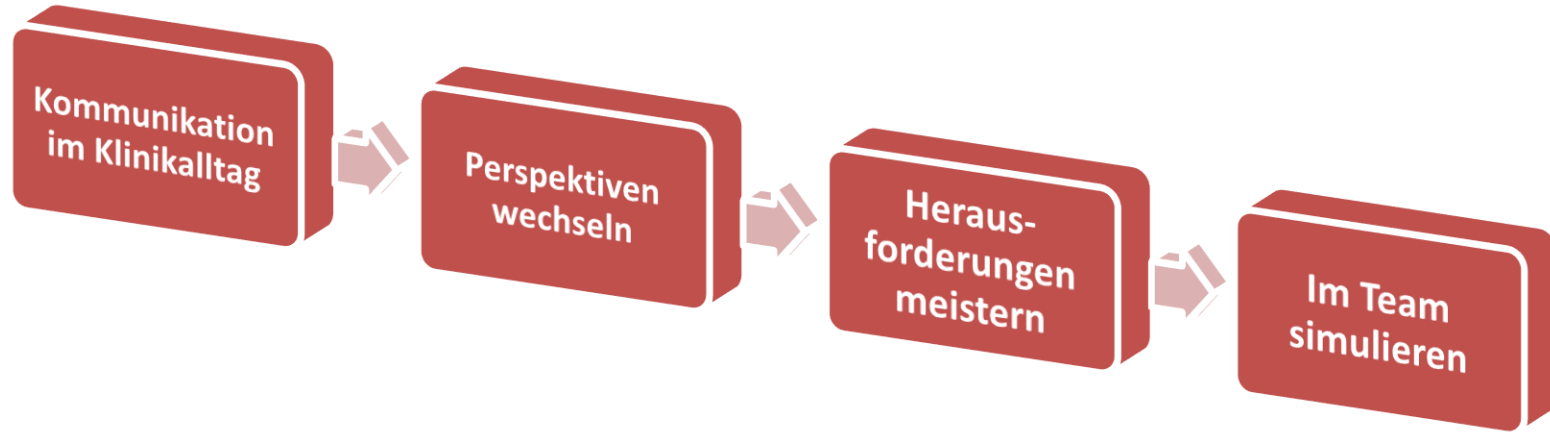 Kommunikation
im Klinikalltag
Perspektiven
wechseln
Heraus-
forderungen
meistern
Im Team
simulieren